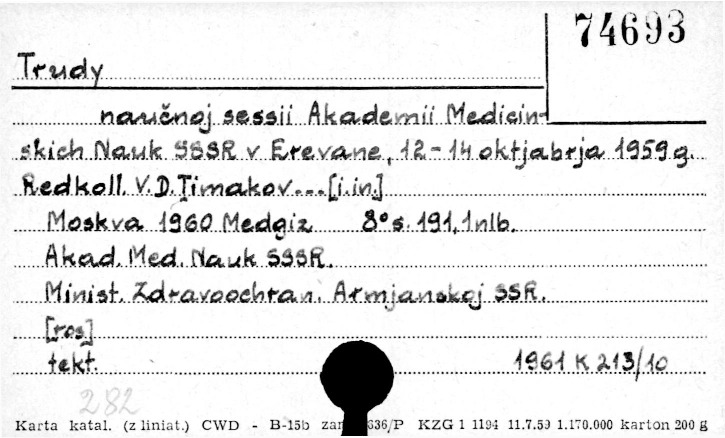 74693
Trudy
naučnoj sessii Akademii Medicin-
skich Nauk SSSR v Erevane, 12-14 oktjabrja 1959 g.
Redkoll. V.D. Timakov...[i.in.]
Moskva 1960 Medgiz 8° s. 191, 1 nlb.
Akad. Med. Nauk SSSR.
Minist. Zdravoochran. Armjanskoj SSR.
[ros]
tekt. 1961 K 213/10
282
Karta katal. (z liniat.) CWD - B-15b 636/P KZG 1 1194 11.7.59 1.170.000 karton 200 g